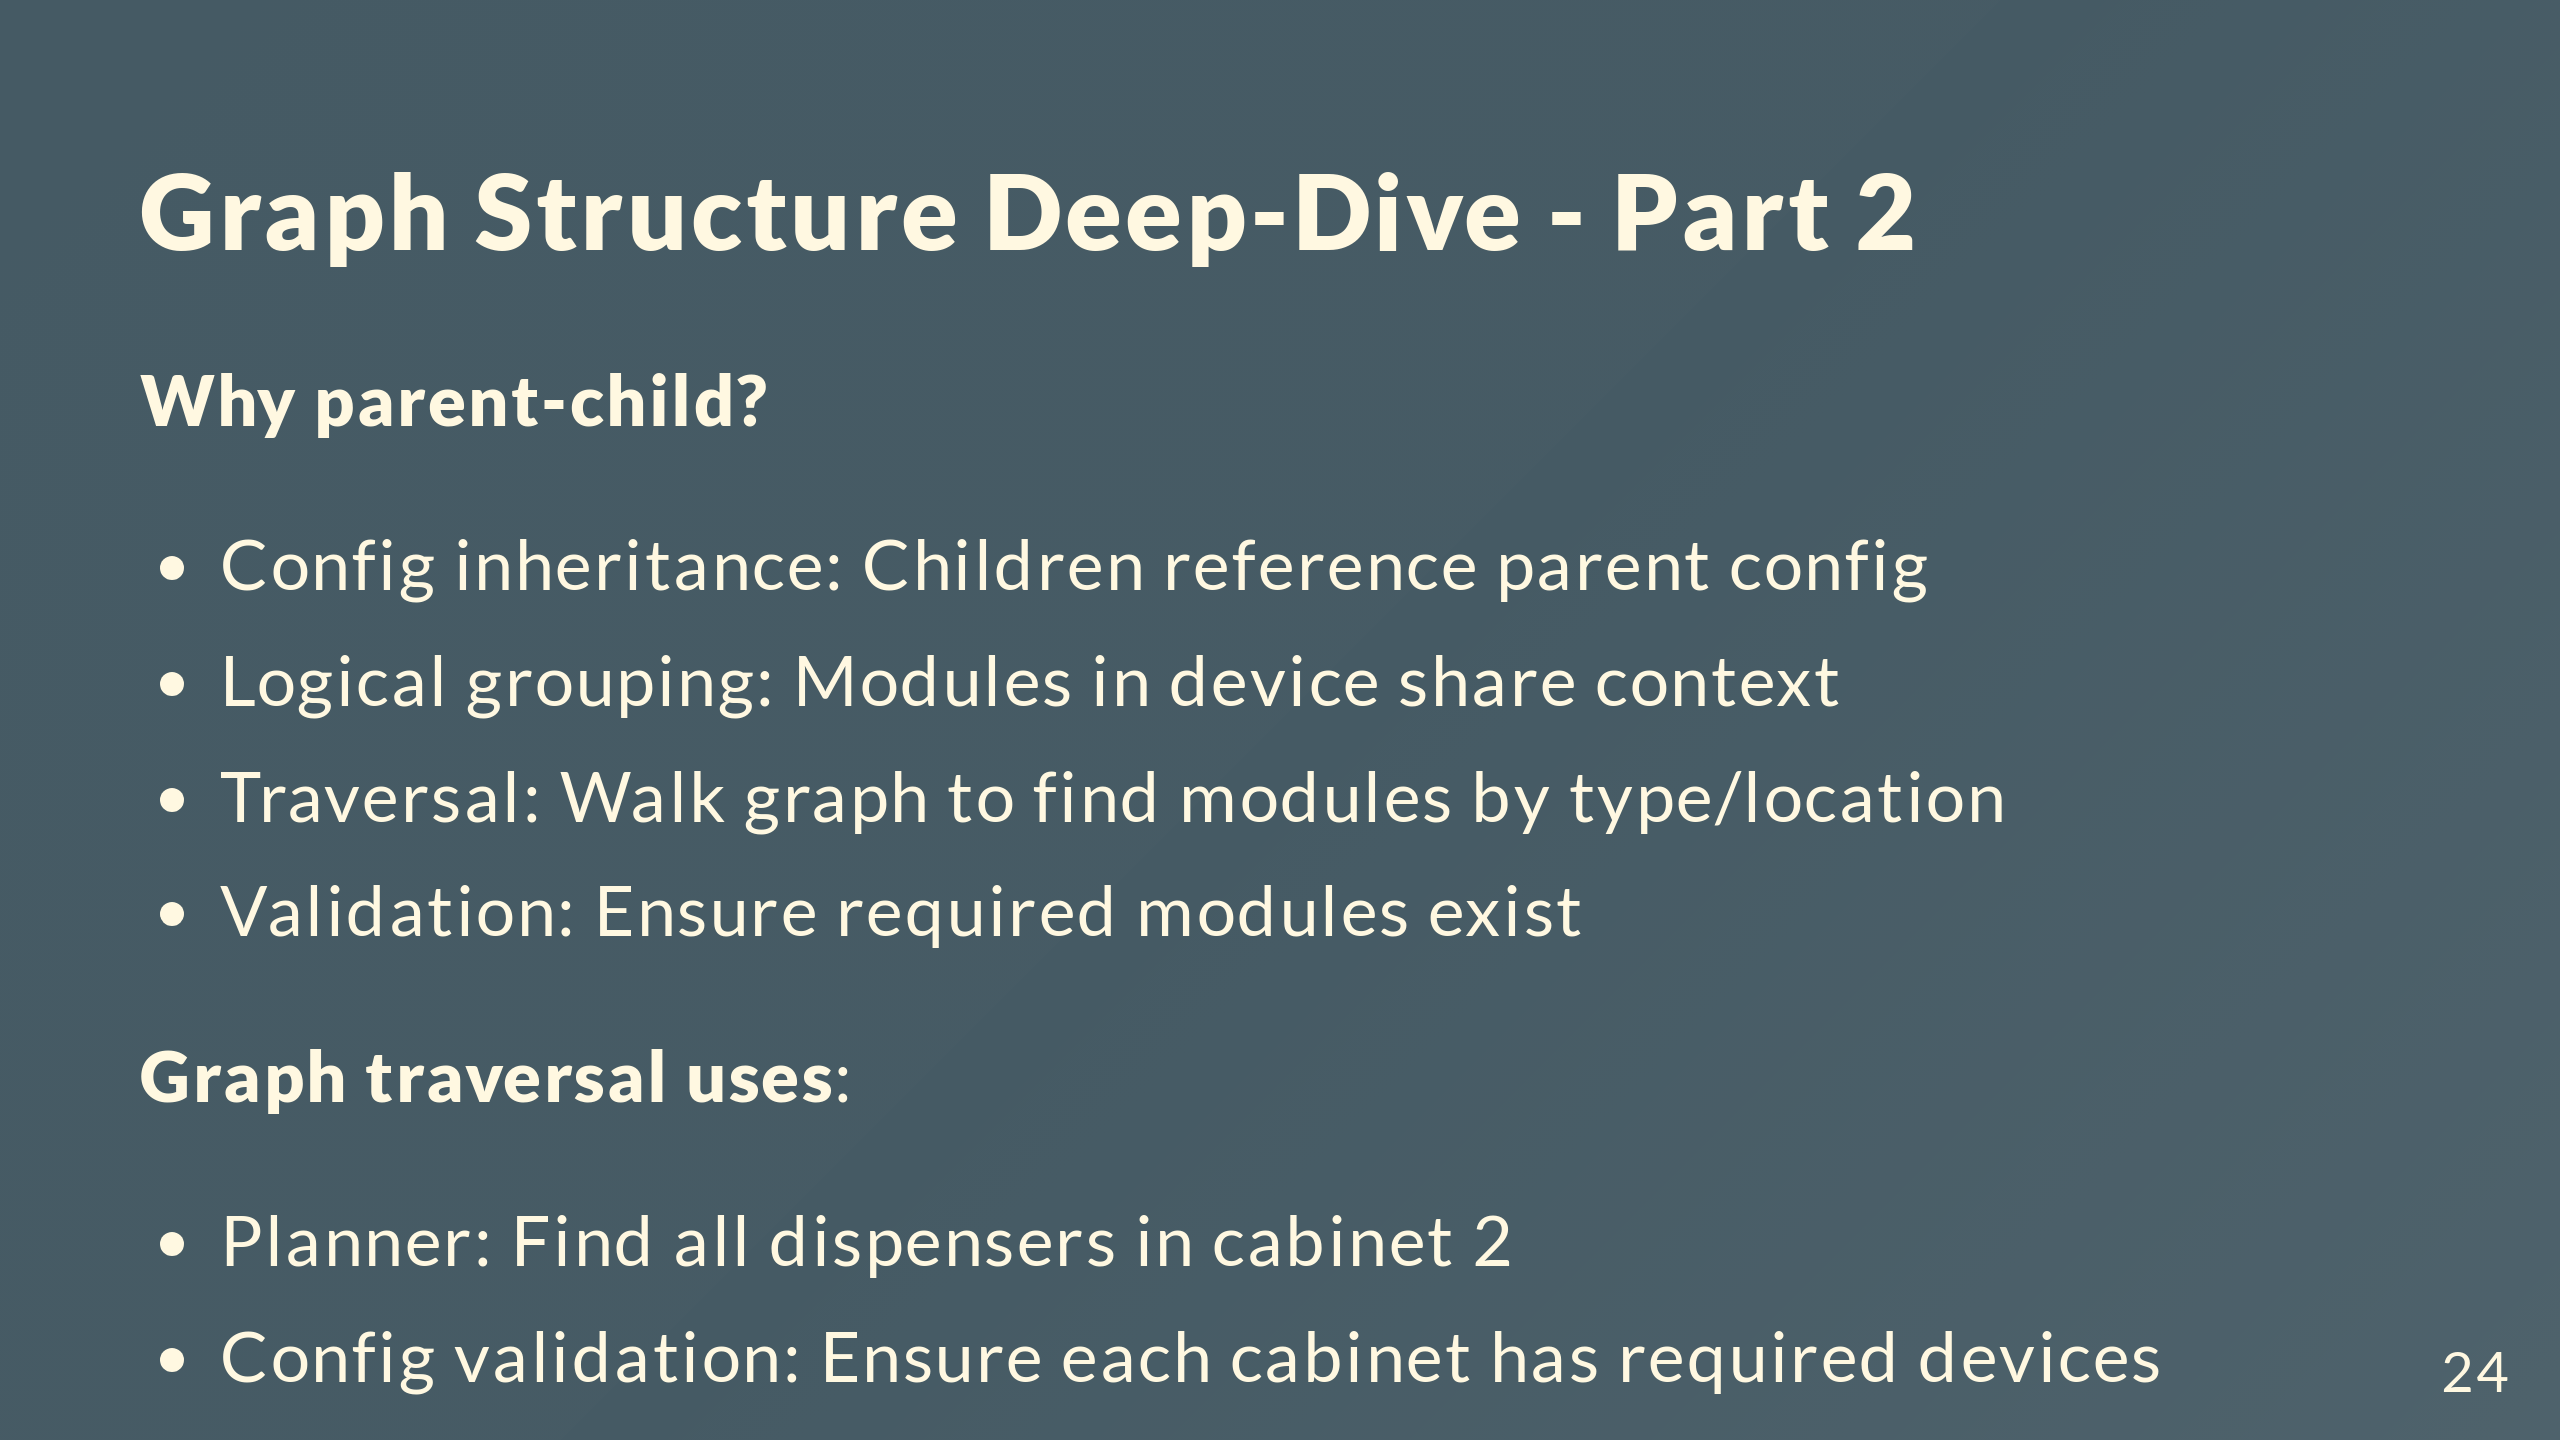 Graph Structure Deep-Dive - Part 2
Why parent-child?
• Config inheritance: Children reference parent config
• Logical grouping: Modules in device share context
• Traversal: Walk graph to find modules by type/location
• Validation: Ensure required modules exist
Graph traversal uses:
• Planner: Find all dispensers in cabinet 2
• Config validation: Ensure each cabinet has required devices
24